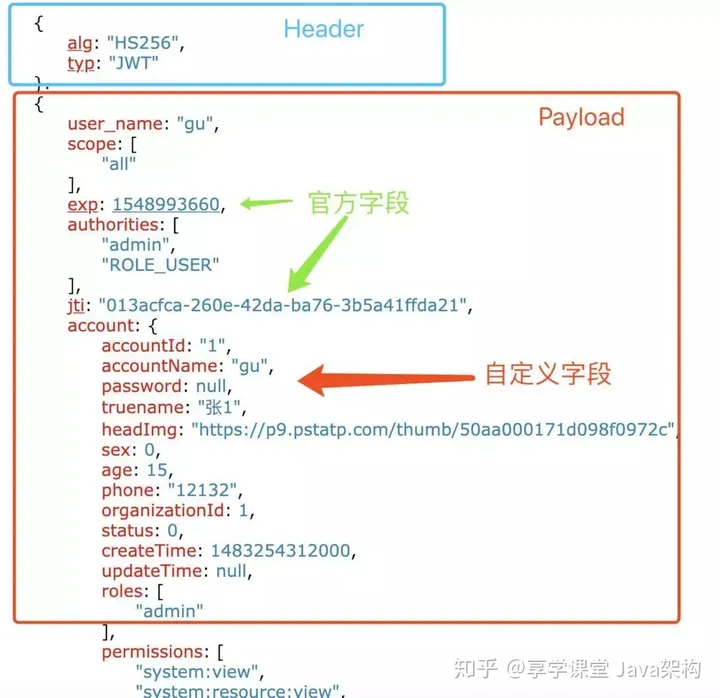 {
Header
alg: "HS256",
typ: "JWT"
}.
{
Payload
user_name: "gu",
scope: [
"all"
],
exp: 1548993660,
官方字段
authorities: [
"admin",
"ROLE_USER"
],
jti: "013acfca-260e-42da-ba76-3b5a41ffda21",
account: {
accountId: "1",
accountName: "gu",
自定义字段
password: null,
truename: "张1",
headImg: "https://p9.pstatp.com/thumb/50aa000171d098f0972c",
sex: 0,
age: 15,
phone: "12132",
organizationId: 1,
status: 0,
createTime: 1483254312000,
updateTime: null,
roles: [
"admin"
],
permissions: [
"system:view",
"system:resource:view",
知乎 @享学课堂 Java架构